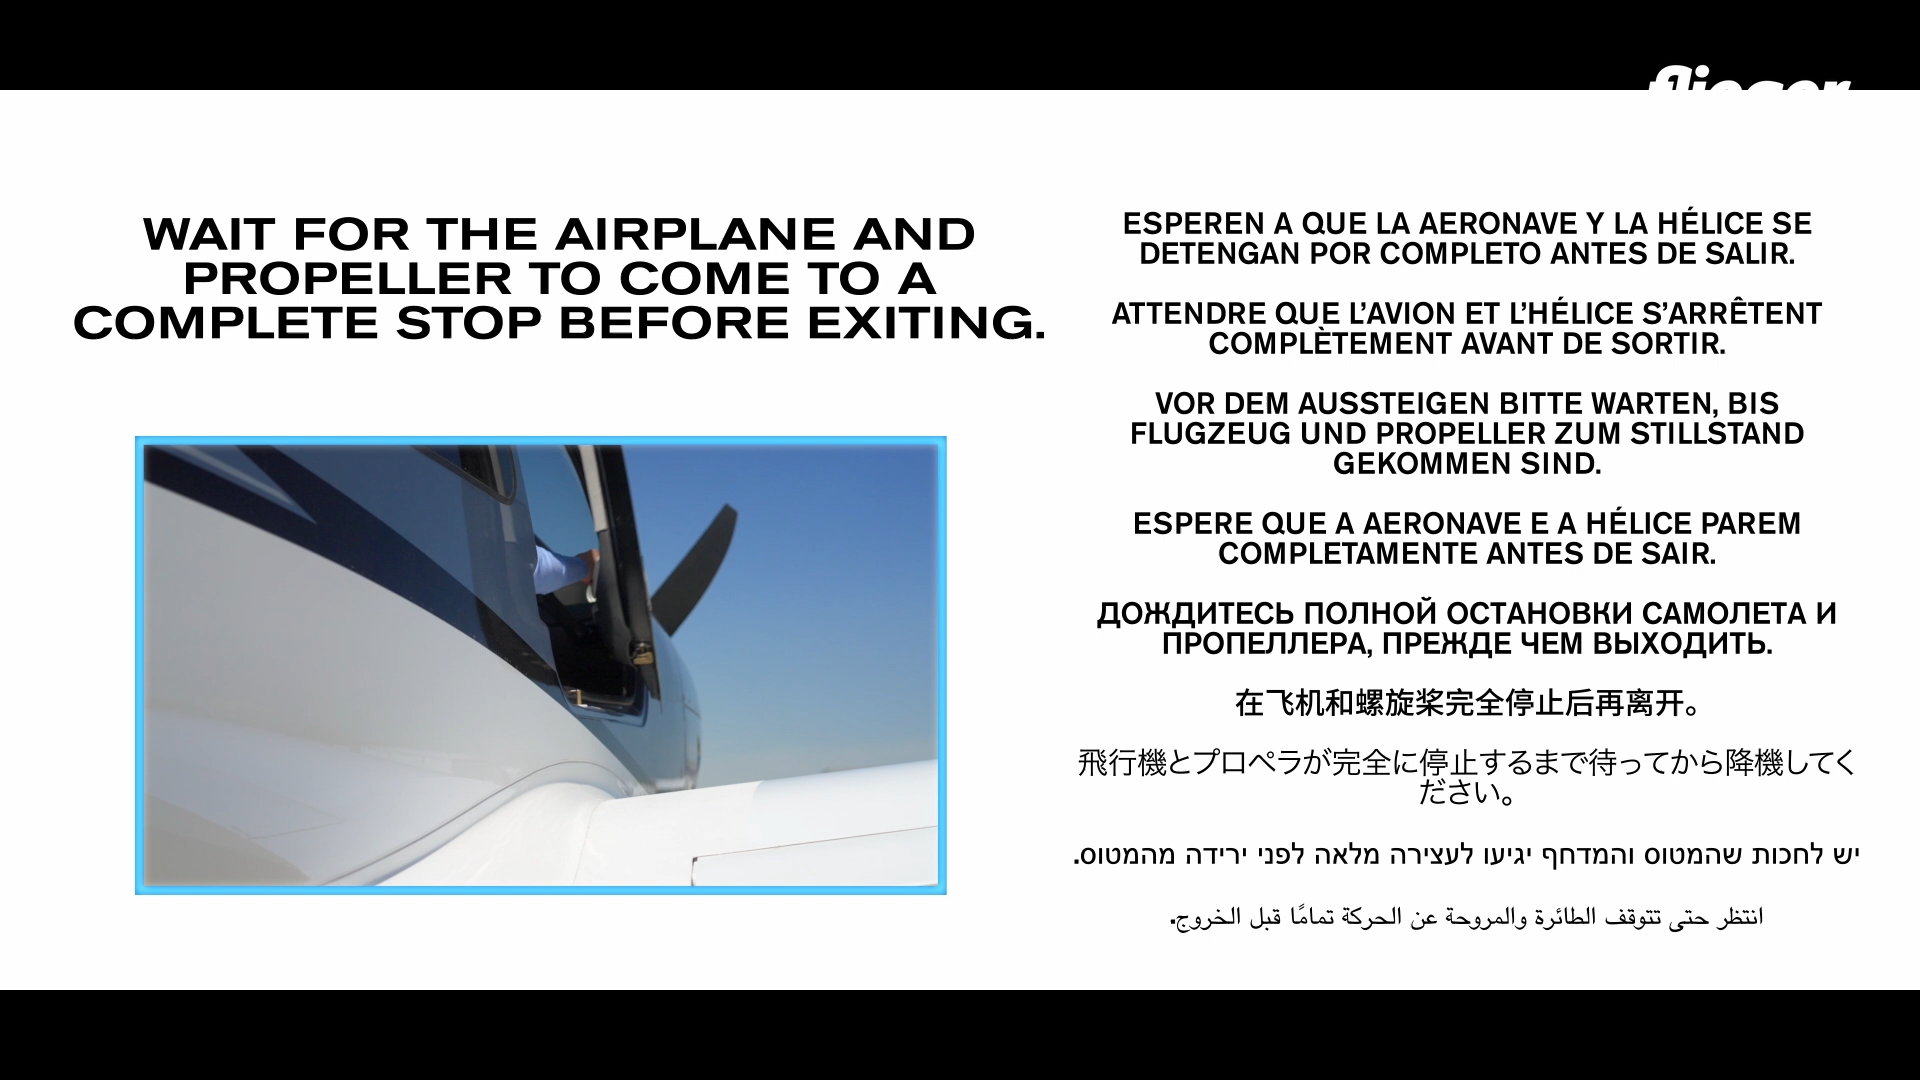 flieger
WAIT FOR THE AIRPLANE AND
PROPELLER TO COME TO A
COMPLETE STOP BEFORE EXITING.
ESPEREN A QUE LA AERONAVE Y LA HÉLICE SE
DETENGAN POR COMPLETO ANTES DE SALIR.
ATTENDRE QUE L’AVION ET L’HÉLICE S’ARRÊTENT
COMPLÈTEMENT AVANT DE SORTIR.
VOR DEM AUSSTEIGEN BITTE WARTEN, BIS
FLUGZEUG UND PROPELLER ZUM STILLSTAND
GEKOMMEN SIND.
ESPERE QUE A AERONAVE E A HÉLICE PAREM
COMPLETAMENTE ANTES DE SAIR.
ДОЖДИТЕСЬ ПОЛНОЙ ОСТАНОВКИ САМОЛЕТА И
ПРОПЕЛЛЕРА, ПРЕЖДЕ ЧЕМ ВЫХОДИТЬ.
在飞机和螺旋桨完全停止后再离开。
飛行機とプロペラが完全に停止するまで待ってから降機してく
ださい。
יש לחכות שהמטוס והמדחף יגיעו לעצירה מלאה לפני ירידה מהמטוס.
انتظر حتى تتوقف الطائرة والمروحة عن الحركة تمامًا قبل الخروج.